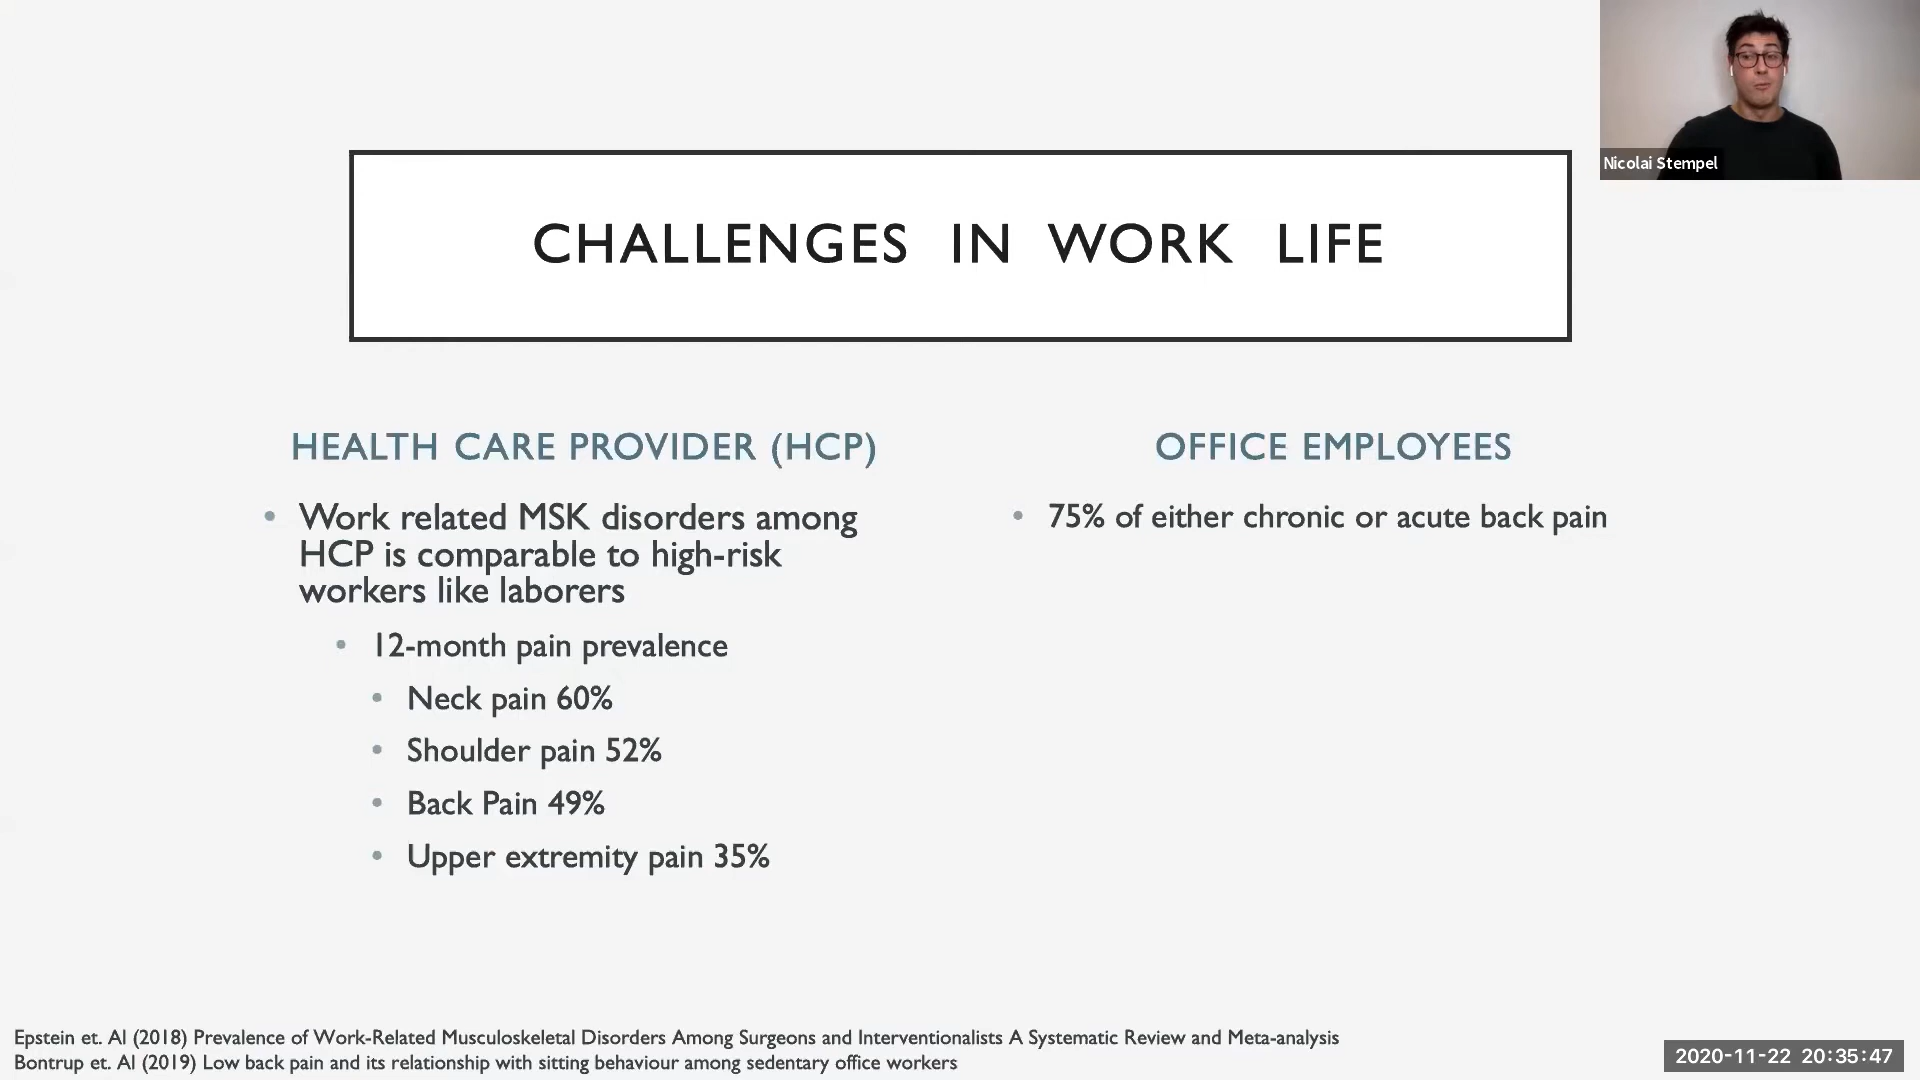 Nicolai Stempel
CHALLENGES IN WORK LIFE
HEALTH CARE PROVIDER (HCP)
• Work related MSK disorders among
HCP is comparable to high-risk
workers like laborers
• 12-month pain prevalence
• Neck pain 60%
• Shoulder pain 52%
• Back Pain 49%
• Upper extremity pain 35%
OFFICE EMPLOYEES
• 75% of either chronic or acute back pain
Epstein et. Al (2018) Prevalence of Work-Related Musculoskeletal Disorders Among Surgeons and Interventionalists A Systematic Review and Meta-analysis
Bontrup et. Al (2019) Low back pain and its relationship with sitting behaviour among sedentary office workers
2020-11-22 20:35:47